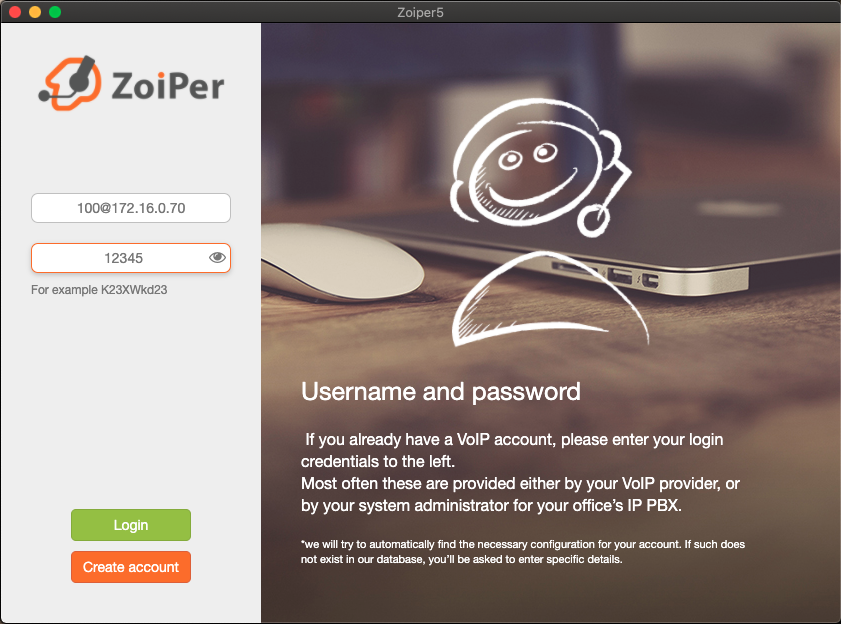 Zoiper5
ZoiPer
100@172.16.0.70
12345
For example K23XWkd23
Login
Create account
Username and password
If you already have a VoIP account, please enter your login
credentials to the left.
Most often these are provided either by your VoIP provider, or
by your system administrator for your office's IP PBX.
*we will try to automatically find the necessary configuration for your account. If such does
not exist in our database, you'll be asked to enter specific details.